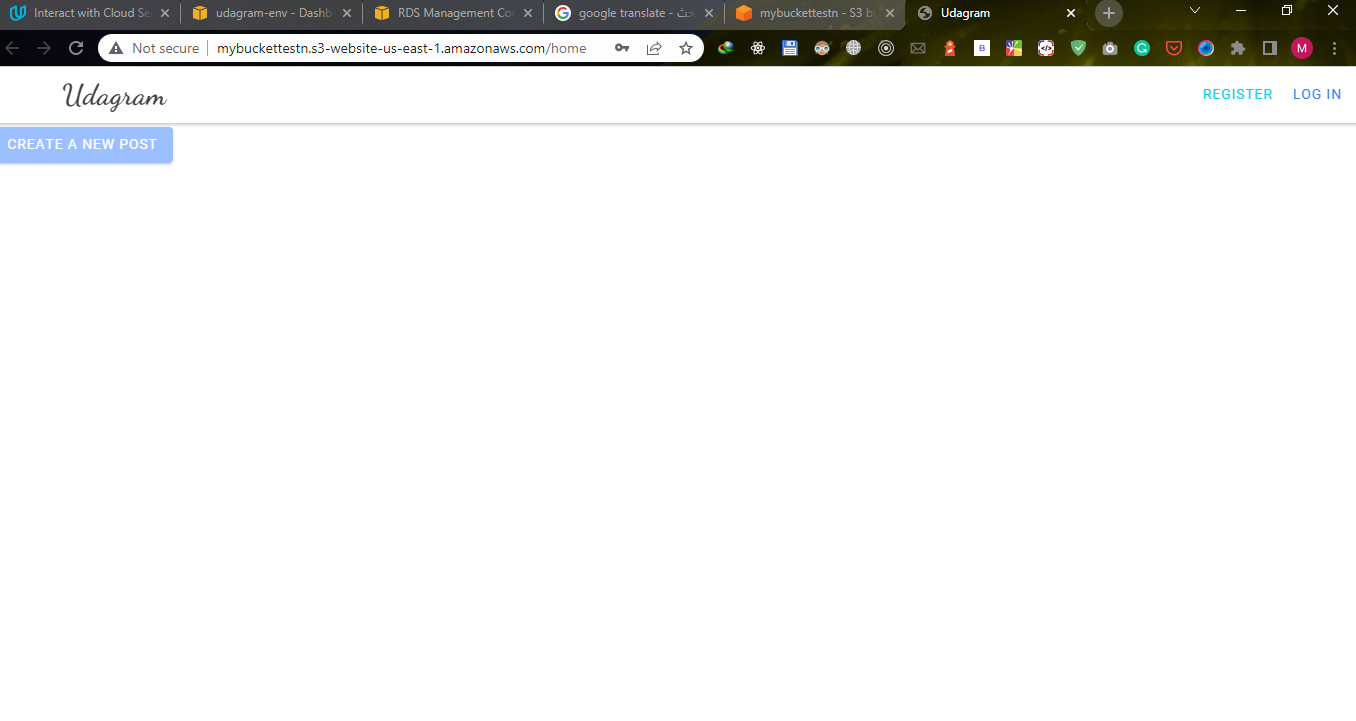 Interact with Cloud Se
udagram-env - Dashb
RDS Management Co
google translate - بحث
mybuckettestn - S3 bu
Udagram
Not secure
mybuckettestn.s3-website-us-east-1.amazonaws.com/home
B
M
Udagram
REGISTER
LOG IN
CREATE A NEW POST